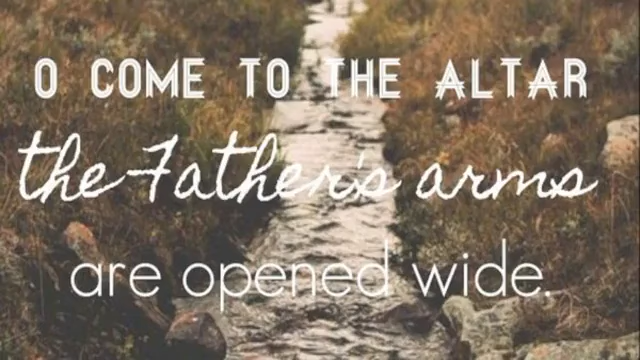 O COME TO THE ALTAR
the Father's arms
are opened wide.